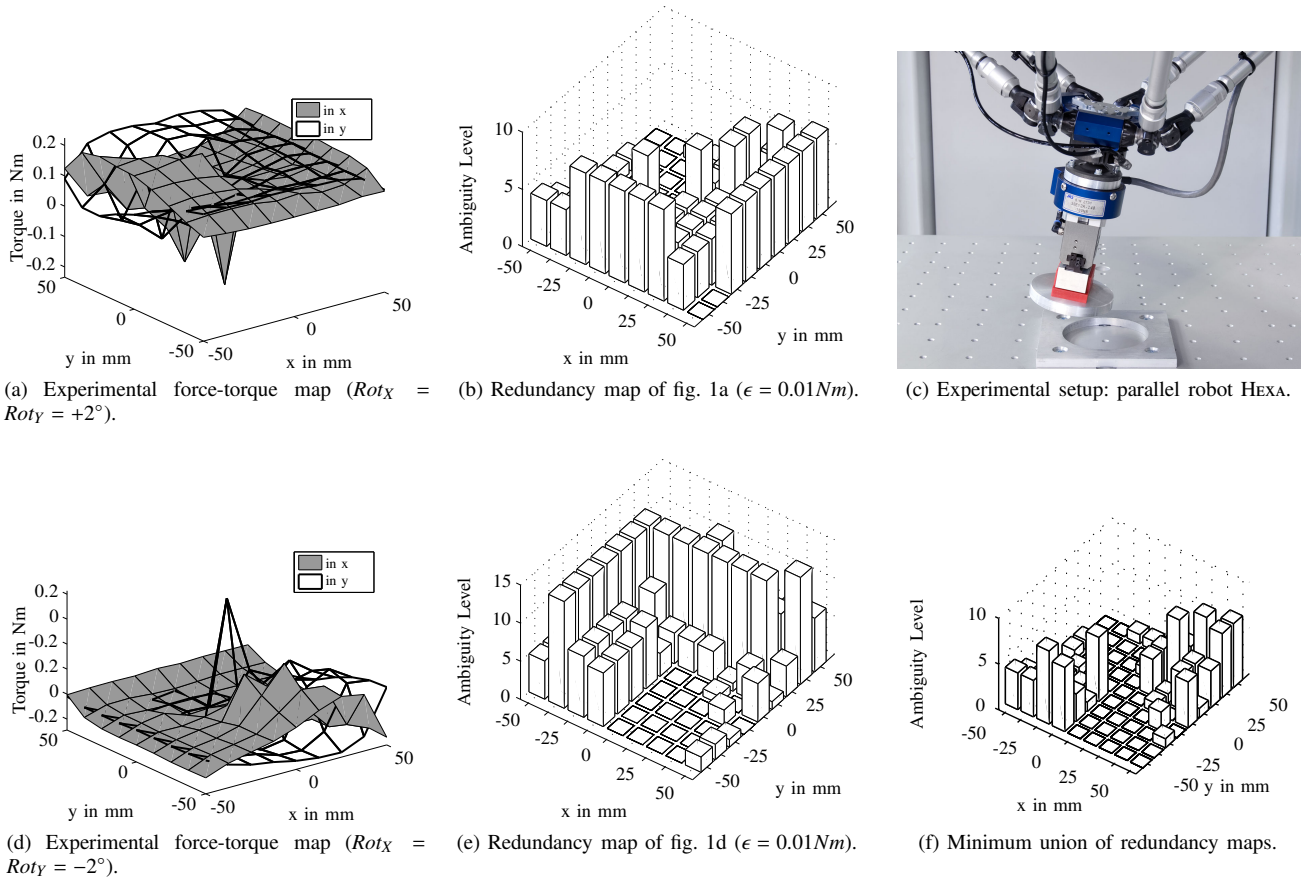 in x
in y
Torque in Nm
0.2
0.1
0
-0.1
-0.2
50
0
-50
y in mm
-50
0
50
x in mm
(a) Experimental force-torque map (RotX =
RotY = +2°).
Ambiguity Level
10
5
0
-50
-25
0
25
50
x in mm
-50
-25
0
25
50
y in mm
(b) Redundancy map of fig. 1a (ϵ = 0.01Nm).
(c) Experimental setup: parallel robot HEXA.
in x
in y
Torque in Nm
0.2
0
-0.2
0.2
0
-0.2
50
0
-50
y in mm
-50
0
50
x in mm
(d) Experimental force-torque map (RotX =
RotY = −2°).
Ambiguity Level
15
10
5
0
-50
-25
0
25
50
x in mm
-50
-25
0
25
50
y in mm
(e) Redundancy map of fig. 1d (ϵ = 0.01Nm).
Ambiguity Level
10
5
0
-50
-25
0
25
50
x in mm
-50
-25
0
25
50
y in mm
(f) Minimum union of redundancy maps.